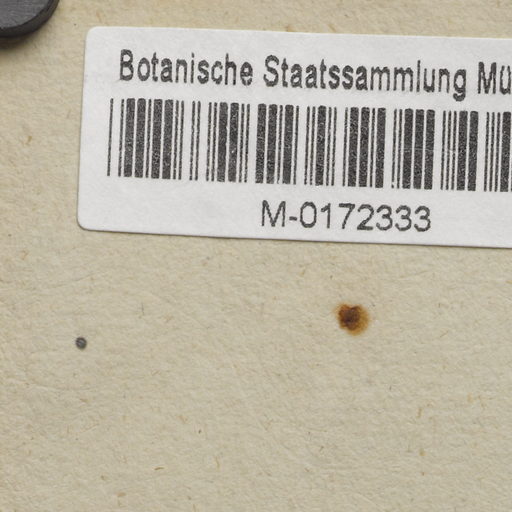 Botanische Staatssammlung Mü
M-0172333